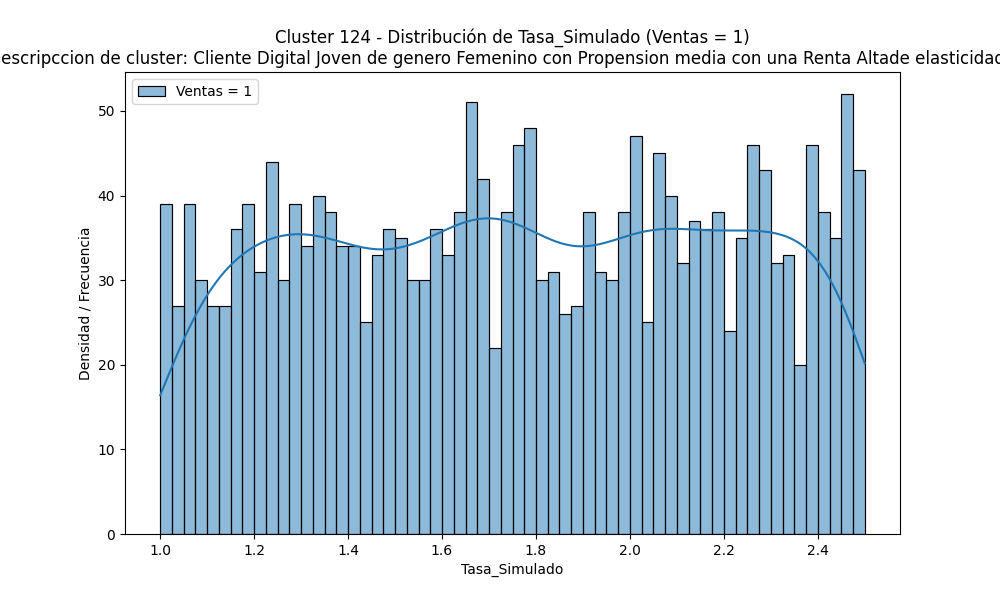 Cluster 124 - Distribución de Tasa_Simulado (Ventas = 1)
escripccion de cluster: Cliente Digital Joven de genero Femenino con Propension media con una Renta Altade elasticidad
Ventas = 1
Densidad / Frecuencia
50
40
30
20
10
0
1.0 1.2 1.4 1.6 1.8 2.0 2.2 2.4
Tasa_Simulado